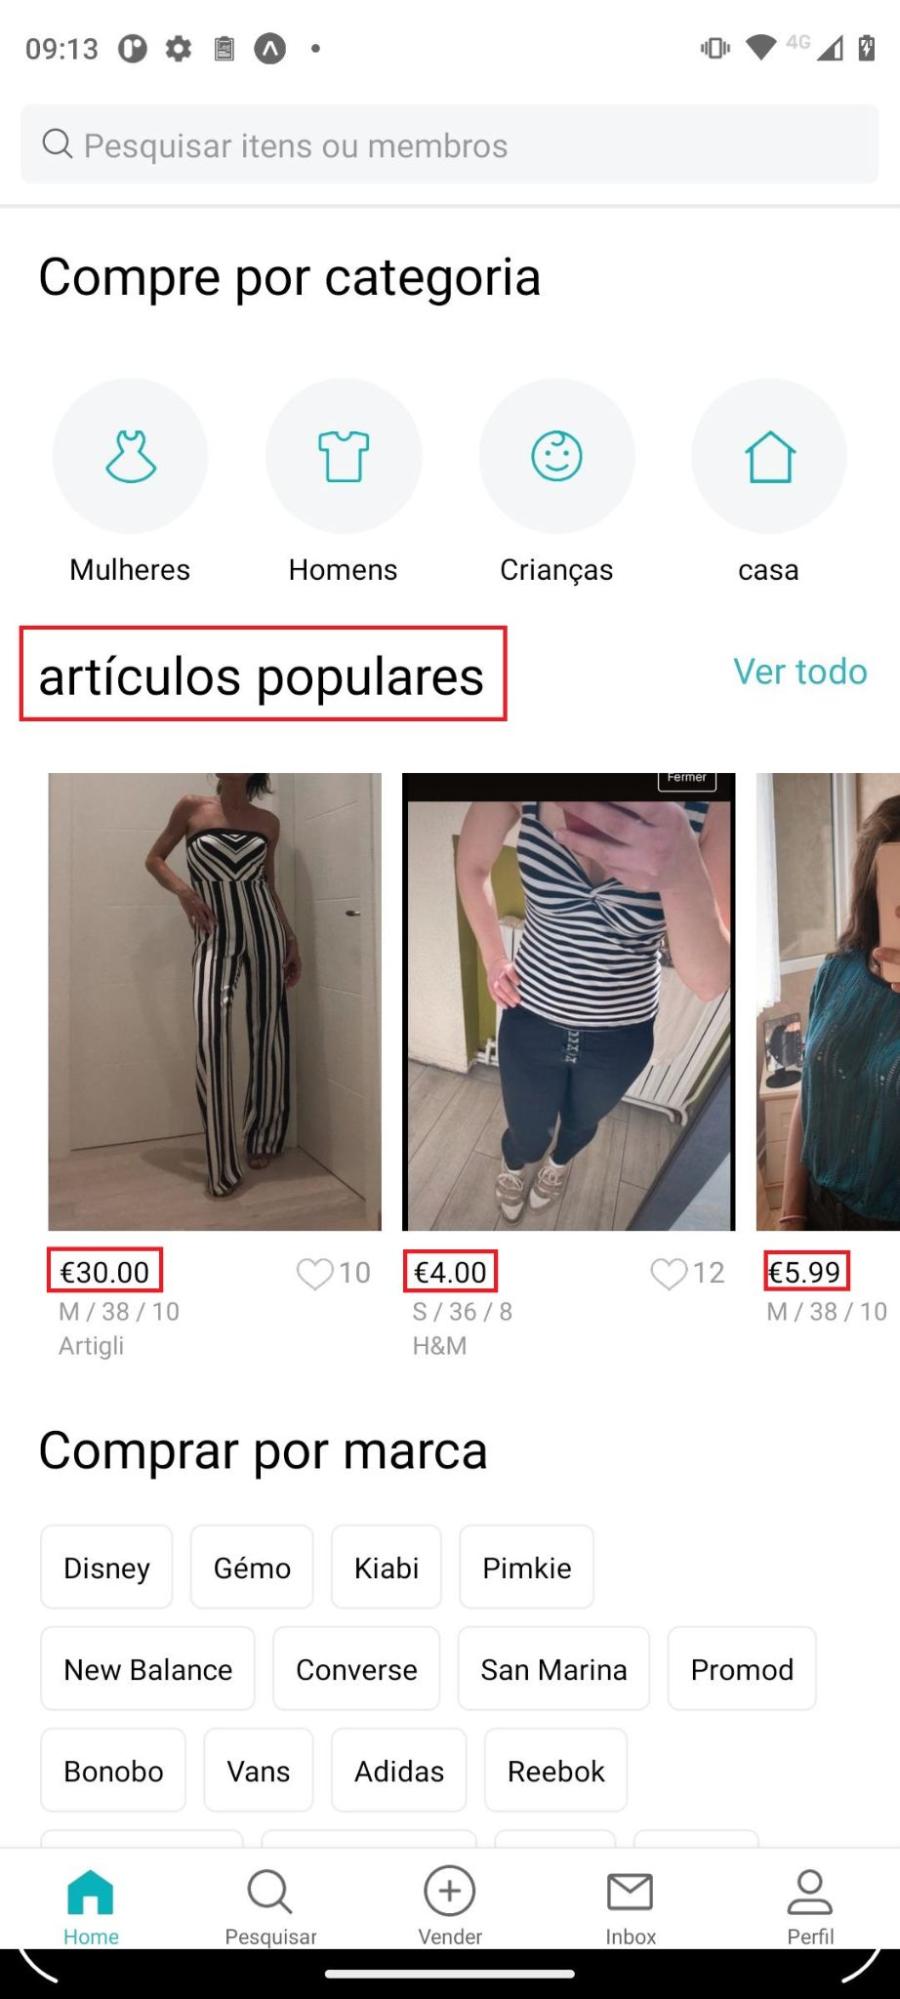 09:13
4G
Pesquisar itens ou membros
Compre por categoria
Mulheres Homens Crianças casa
artículos populares Ver todo
Fermer
€30.00 10 €4.00 12 €5.99
M / 38 / 10 S / 36 / 8 M / 38 / 10
Artigli H&M
Comprar por marca
Disney Gémo Kiabi Pimkie
New Balance Converse San Marina Promod
Bonobo Vans Adidas Reebok
Home Pesquisar Vender Inbox Perfil